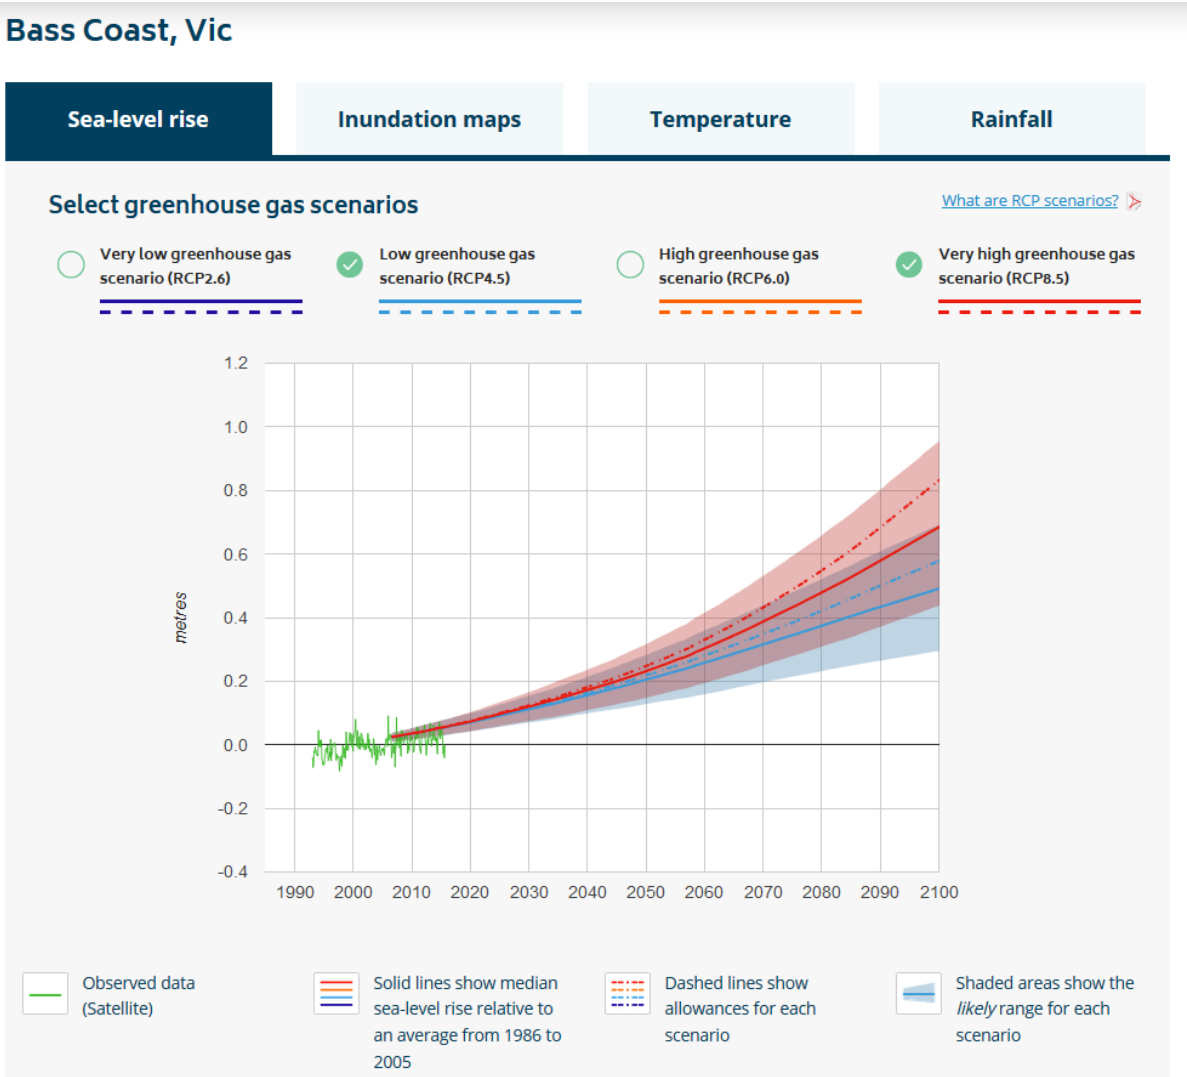 Bass Coast, Vic
Sea-level rise
Inundation maps
Temperature
Rainfall
Select greenhouse gas scenarios
What are RCP scenarios?
Very low greenhouse gas
scenario (RCP2.6)
Low greenhouse gas
scenario (RCP4.5)
High greenhouse gas
scenario (RCP6.0)
Very high greenhouse gas
scenario (RCP8.5)
1.2
1.0
0.8
0.6
0.4
0.2
0.0
-0.2
-0.4
metres
1990 2000 2010 2020 2030 2040 2050 2060 2070 2080 2090 2100
Observed data
(Satellite)
Solid lines show median
sea-level rise relative to
an average from 1986 to
2005
Dashed lines show
allowances for each
scenario
Shaded areas show the
likely range for each
scenario